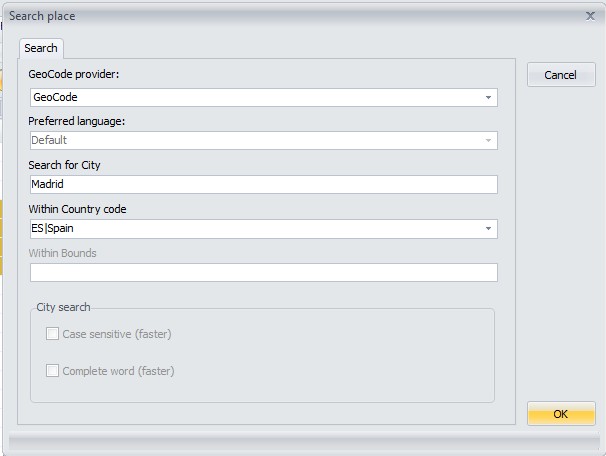 Search place
Search
GeoCode provider:
Cancel
GeoCode
Preferred language:
Default
Search for City
Madrid
Within Country code
ES|Spain
Within Bounds
City search
Case sensitive (faster)
Complete word (faster)
OK